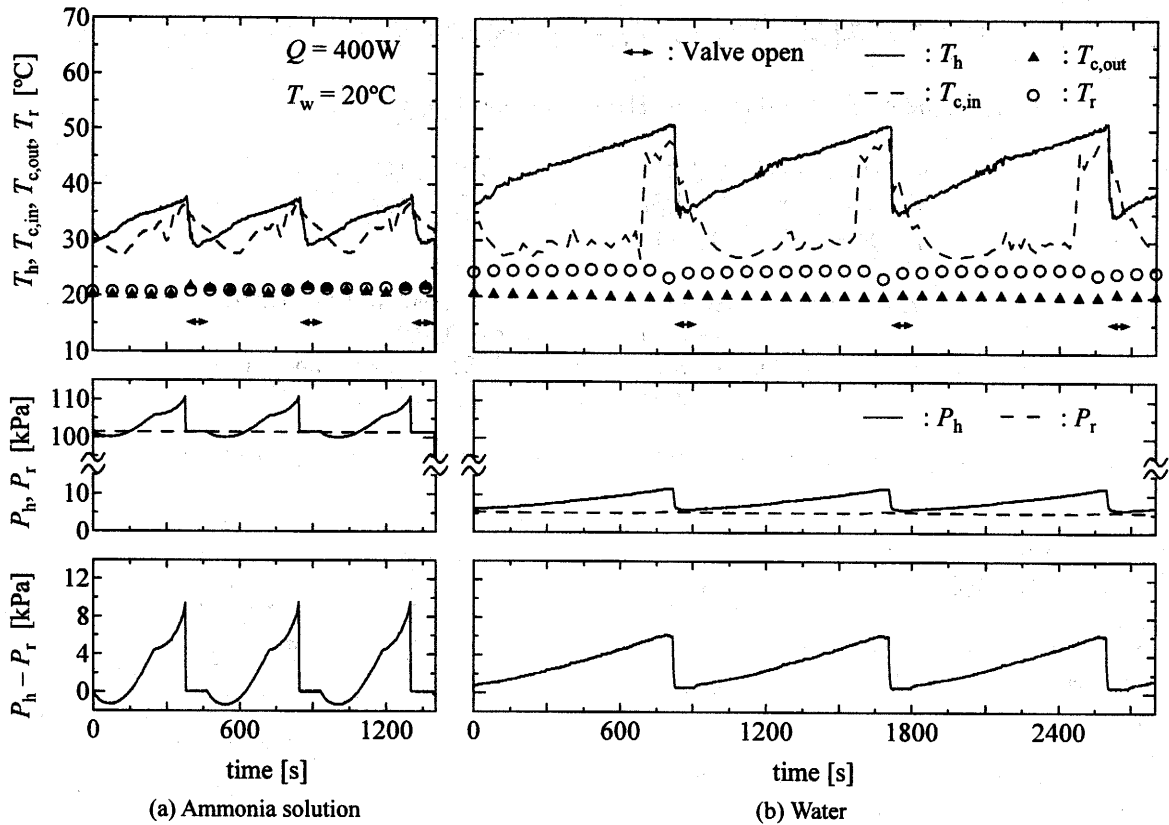 70
60
50
40
30
20
10
T_h, T_c,in, T_c,out, T_r [°C]
Q = 400W
T_w = 20°C
: Valve open
: T_h
: T_c,out
: T_c,in
: T_r
110
100
10
0
P_h, P_r [kPa]
: P_h
: P_r
12
8
4
0
P_h – P_r [kPa]
0 600 1200
0 600 1200 1800 2400
time [s]
time [s]
(a) Ammonia solution
(b) Water